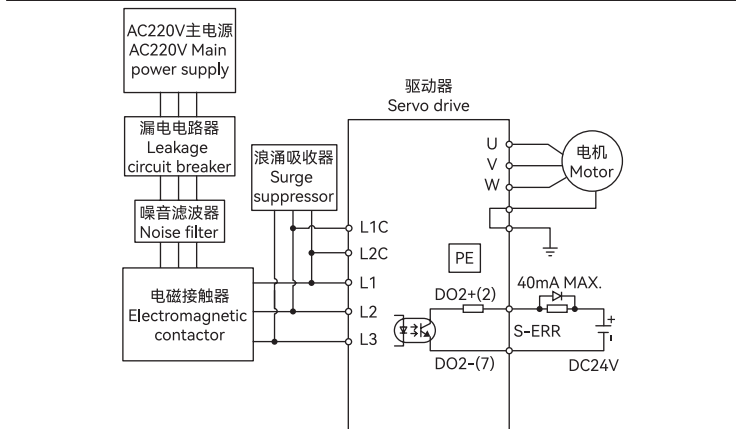 AC220V主电源
AC220V Main
power supply
漏电电路器
Leakage
circuit breaker
噪音滤波器
Noise filter
电磁接触器
Electromagnetic
contactor
浪涌吸收器
Surge
suppressor
驱动器
Servo drive
L1C
L2C
L1
L2
L3
U
V
W
电机
Motor
PE
DO2+(2)
DO2-(7)
40mA MAX.
S-ERR
+
-
DC24V